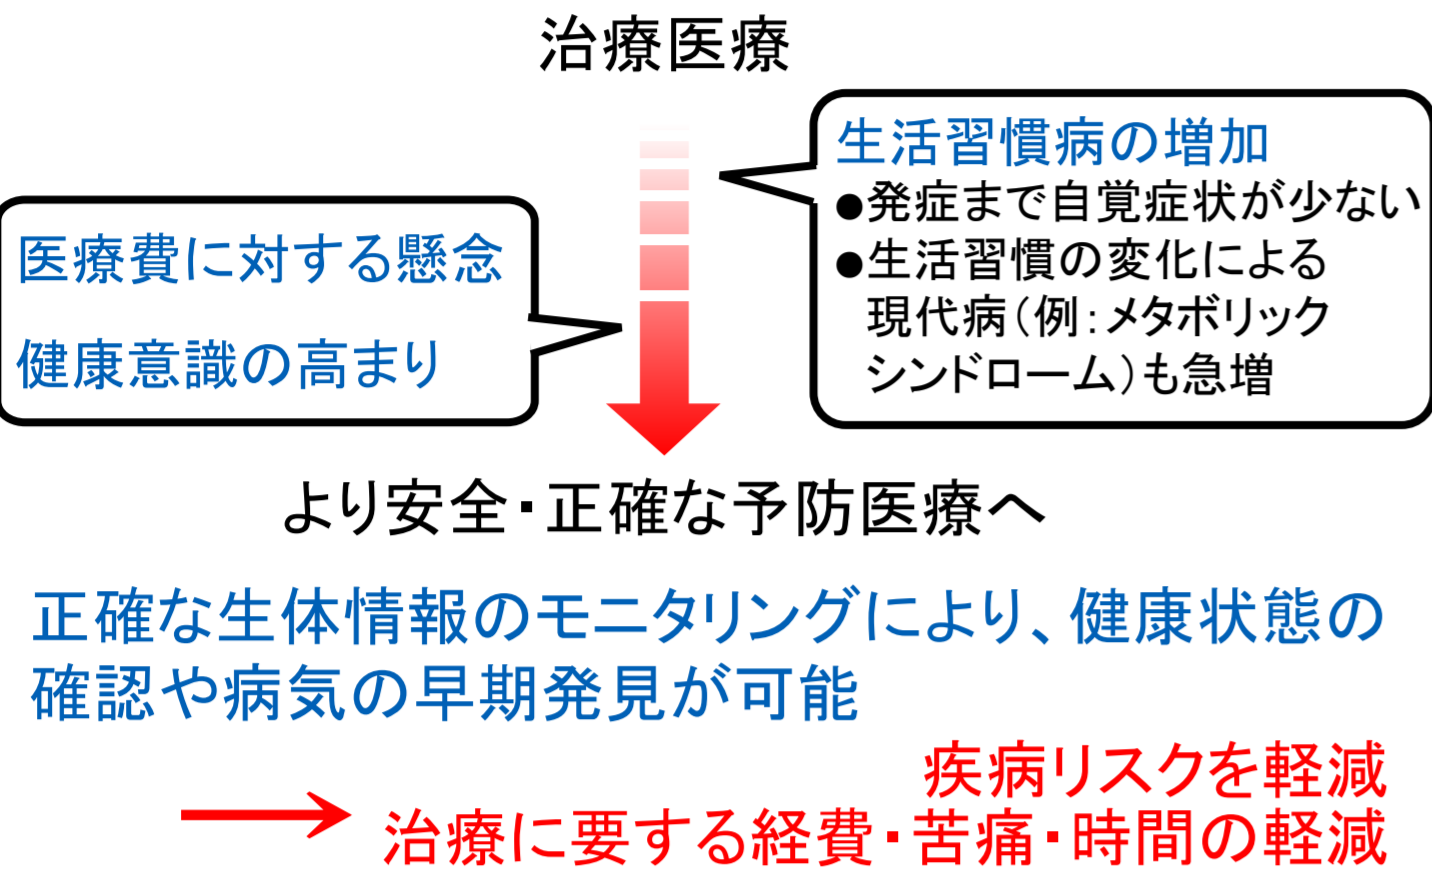 治療医療
生活習慣病の増加
●発症まで自覚症状が少ない
●生活習慣の変化による
現代病(例:メタボリック
シンドローム)も急増
医療費に対する懸念
健康意識の高まり
より安全・正確な予防医療へ
正確な生体情報のモニタリングにより、健康状態の
確認や病気の早期発見が可能
疾病リスクを軽減
治療に要する経費・苦痛・時間の軽減